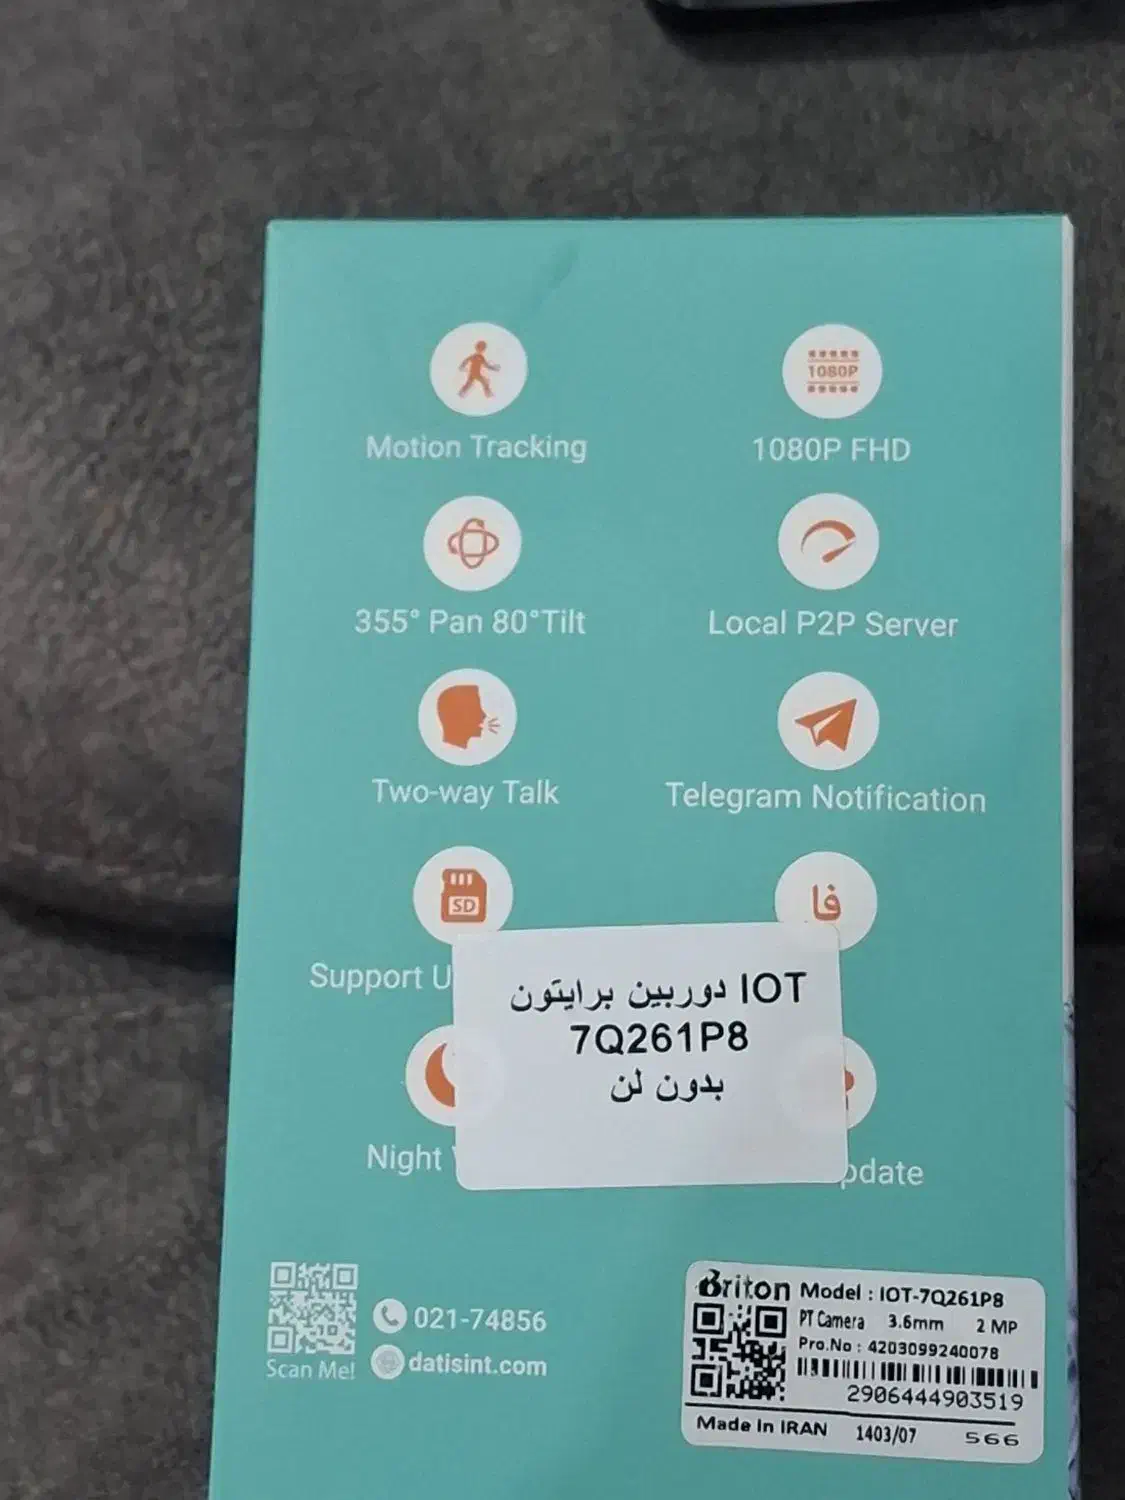 1080P
Motion Tracking
1080P FHD
355° Pan 80°Tilt
Local P2P Server
Two-way Talk
Telegram Notification
SD
فا
Support
دوربین برایتون IOT
7Q261P8
بدون لن
Night
Scan Me!
021-74856
datisint.com
Briton Model : IOT-7Q261P8
PT Camera 3.6mm 2 MP
Pro.No : 4203099240078
2906444903519
Made In IRAN 1403/07 566